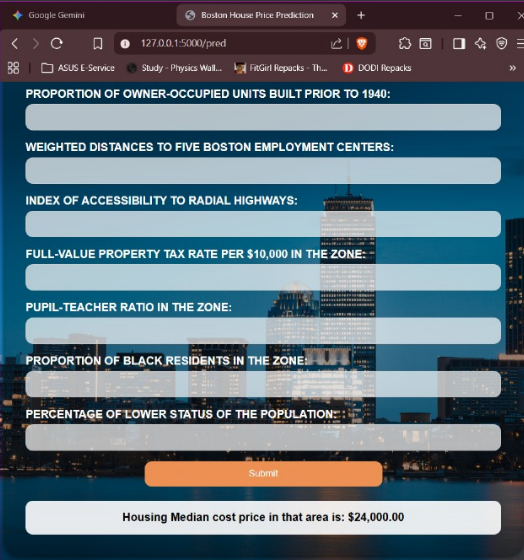 Google Gemini
Boston House Price Prediction
127.0.0.1:5000/pred
ASUS E-Service
Study - Physics Wall...
FitGirl Repacks - Th...
DODI Repacks
PROPORTION OF OWNER-OCCUPIED UNITS BUILT PRIOR TO 1940:
WEIGHTED DISTANCES TO FIVE BOSTON EMPLOYMENT CENTERS:
INDEX OF ACCESSIBILITY TO RADIAL HIGHWAYS:
FULL-VALUE PROPERTY TAX RATE PER $10,000 IN THE ZONE:
PUPIL-TEACHER RATIO IN THE ZONE:
PROPORTION OF BLACK RESIDENTS IN THE ZONE:
PERCENTAGE OF LOWER STATUS OF THE POPULATION:
Submit
Housing Median cost price in that area is: $24,000.00